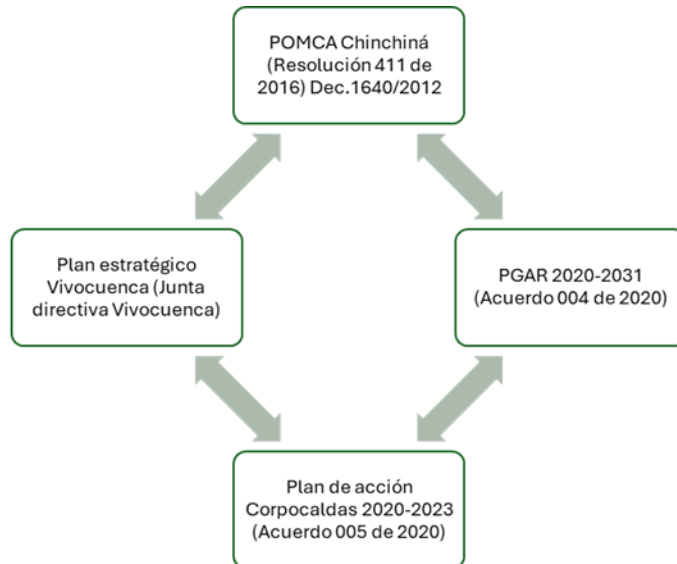 POMCA Chinchiná
(Resolución 411 de
2016) Dec.1640/2012
Plan estratégico
Vivocuenca (Junta
directiva Vivocuenca)
PGAR 2020-2031
(Acuerdo 004 de 2020)
Plan de acción
Corpocaldas 2020-2023
(Acuerdo 005 de 2020)